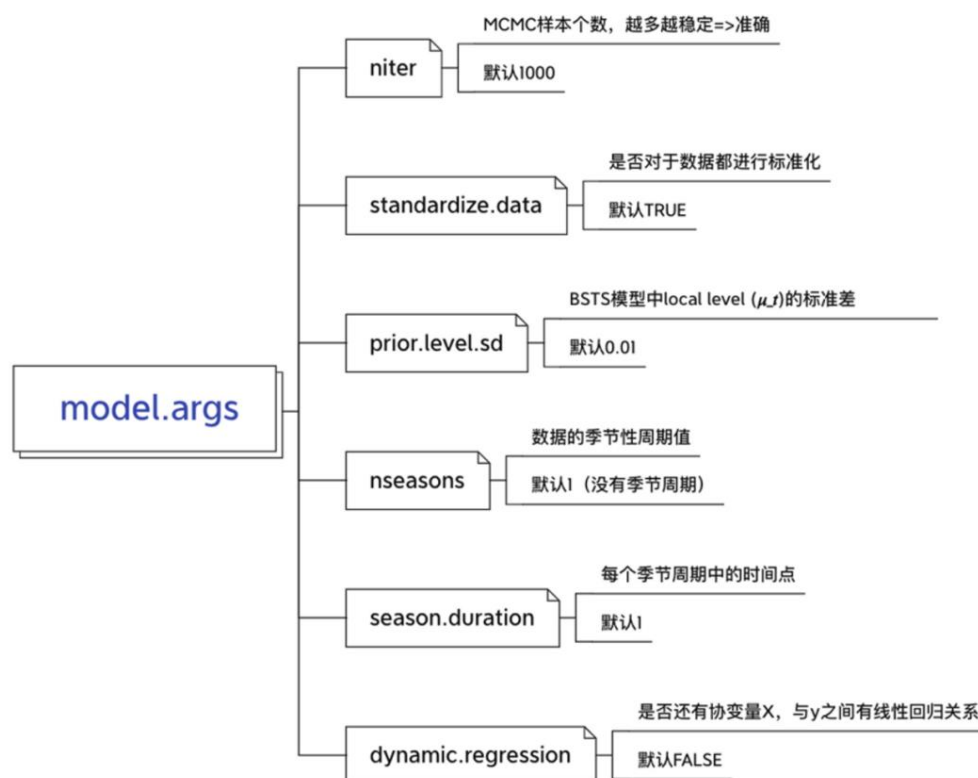 MCMC样本个数，越多越稳定=>准确
niter
默认1000
是否对于数据都进行标准化
standardize.data
默认TRUE
BSTS模型中local level (μ_t)的标准差
prior.level.sd
默认0.01
model.args
数据的季节性周期值
nseasons
默认1（没有季节周期）
每个季节周期中的时间点
season.duration
默认1
是否还有协变量X，与y之间有线性回归关系
dynamic.regression
默认FALSE